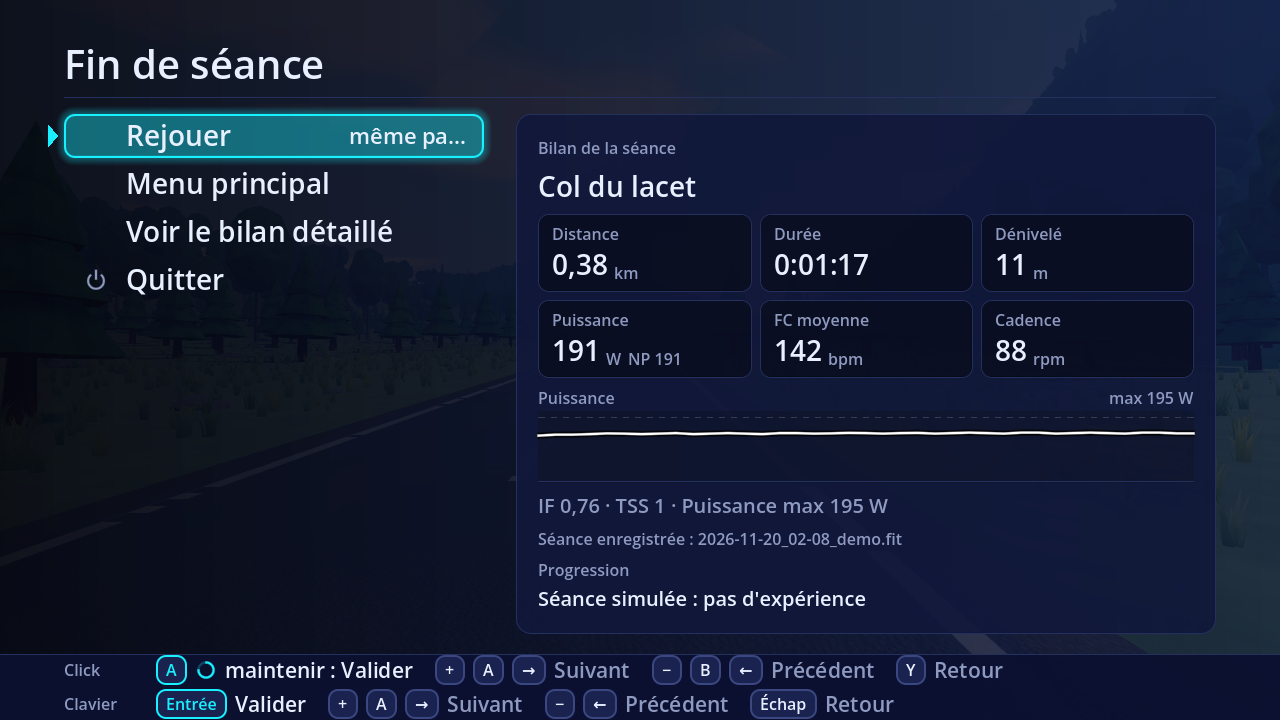 Fin de séance
Rejouer même pa...
Menu principal
Voir le bilan détaillé
Quitter
Bilan de la séance
Col du lacet
Distance
0,38 km
Durée
0:01:17
Dénivelé
11 m
Puissance
191 W NP 191
FC moyenne
142 bpm
Cadence
88 rpm
Puissance max 195 W
IF 0,76 · TSS 1 · Puissance max 195 W
Séance enregistrée : 2026-11-20_02-08_demo.fit
Progression
Séance simulée : pas d'expérience
Click A maintenir : Valider + A → Suivant − B ← Précédent Y Retour
Clavier Entrée Valider + A → Suivant − ← Précédent Échap Retour